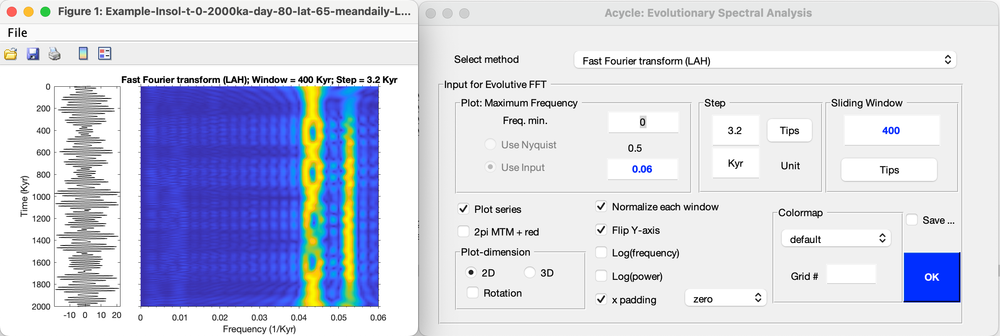 Figure 1: Example-Insol-t-0-2000ka-day-80-lat-65-meandaily-L...
File
Fast Fourier transform (LAH); Window = 400 Kyr; Step = 3.2 Kyr
0
200
400
600
800
1000
1200
1400
1600
1800
2000
Time (Kyr)
-10 0 10 20
0 0.01 0.02 0.03 0.04 0.05 0.06
Frequency (1/Kyr)
Acycle: Evolutionary Spectral Analysis
Select method Fast Fourier transform (LAH)
Input for Evolutive FFT
Plot: Maximum Frequency
Freq. min. 0
Use Nyquist 0.5
Use Input 0.06
Step
3.2 Tips
Kyr Unit
Sliding Window
400
Tips
Plot series
2pi MTM + red
Plot-dimension
2D 3D
Rotation
Normalize each window
Flip Y-axis
Log(frequency)
Log(power)
x padding zero
Colormap
default
Grid #
Save ...
OK